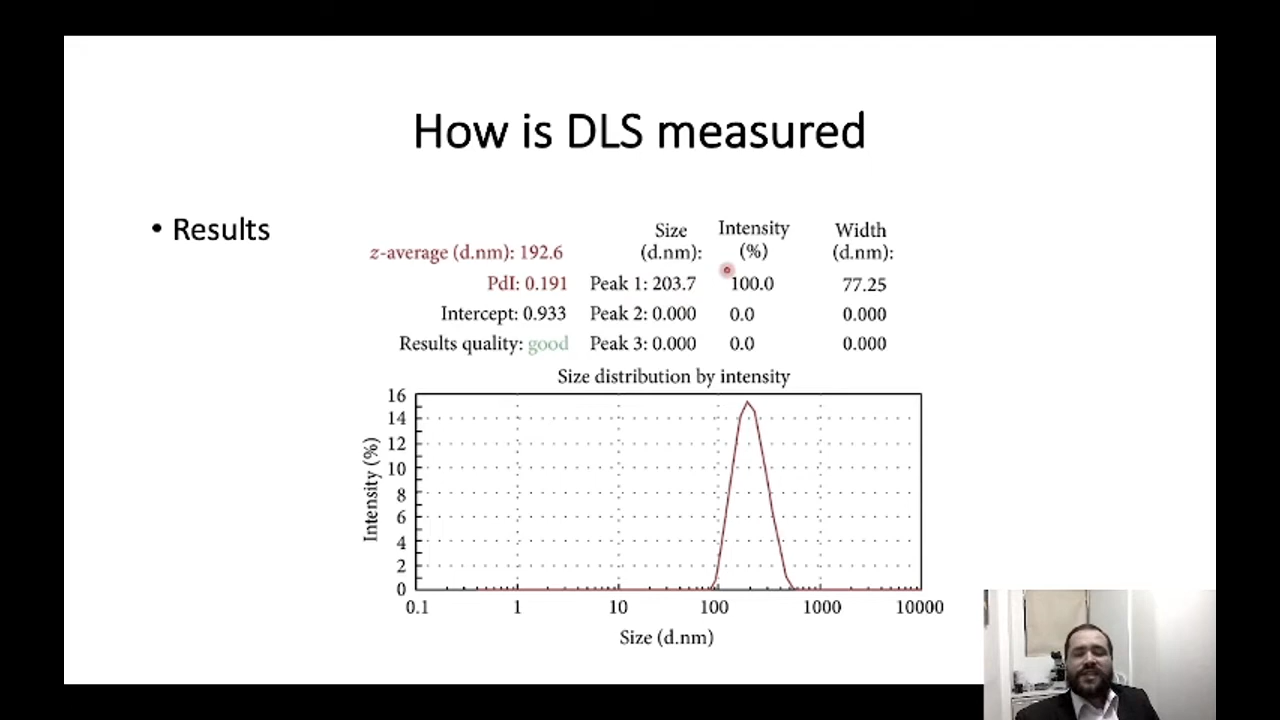 How is DLS measured
• Results
Size Intensity Width
z-average (d.nm): 192.6 (d.nm): (%) (d.nm):
PdI: 0.191 Peak 1: 203.7 100.0 77.25
Intercept: 0.933 Peak 2: 0.000 0.0 0.000
Results quality: good Peak 3: 0.000 0.0 0.000
Size distribution by intensity
16
14
12
10
8
6
4
2
0
Intensity (%)
0.1 1 10 100 1000 10000
Size (d.nm)